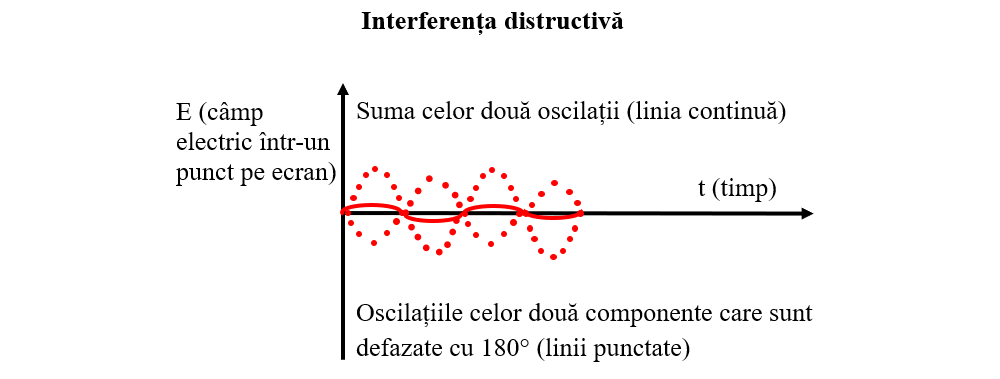 Interferența distructivă
E (câmp
electric într-un
punct pe ecran)
Suma celor două oscilații (linia continuă)
t (timp)
Oscilațiile celor două componente care sunt
defazate cu 180° (linii punctate)